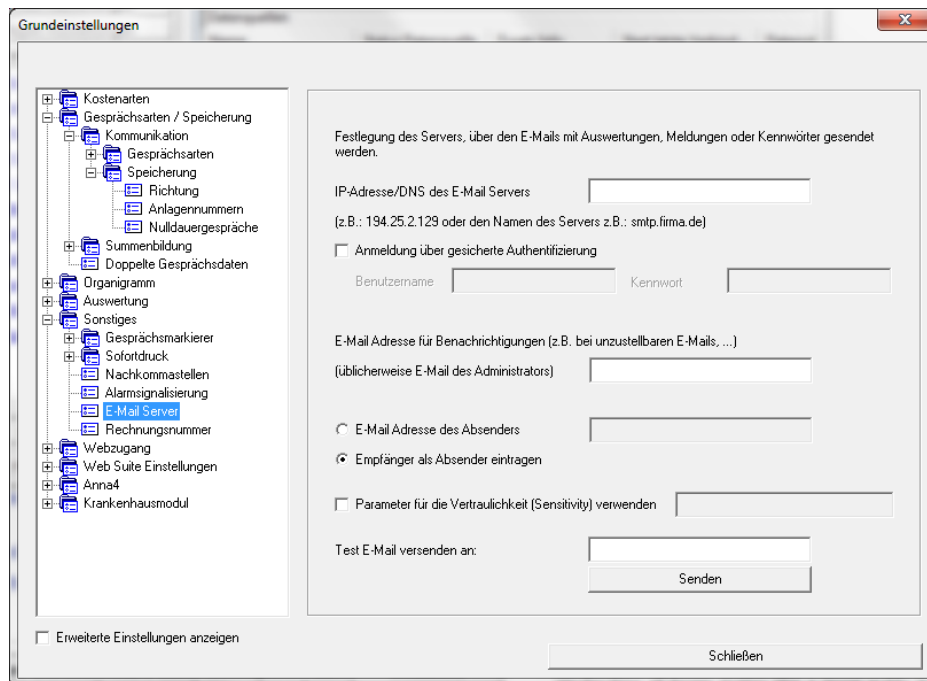 Grundeinstellungen
Kostenarten
Gesprächsarten / Speicherung
Kommunikation
Gesprächsarten
Speicherung
Richtung
Anlagennummern
Nulldauergespräche
Summenbildung
Doppelte Gesprächsdaten
Organigramm
Auswertung
Sonstiges
Gesprächsmarkierer
Sofortdruck
Nachkommastellen
Alarmsignalisierung
E-Mail Server
Rechnungsnummer
Webzugang
Web Suite Einstellungen
Anna4
Krankenhausmodul
Erweiterte Einstellungen anzeigen
Festlegung des Servers, über den E-Mails mit Auswertungen, Meldungen oder Kennwörter gesendet
werden.
IP-Adresse/DNS des E-Mail Servers
(z.B.: 194.25.2.129 oder den Namen des Servers z.B.: smtp.firma.de)
Anmeldung über gesicherte Authentifizierung
Benutzername Kennwort
E-Mail Adresse für Benachrichtigungen (z.B. bei unzustellbaren E-Mails, ...)
(üblicherweise E-Mail des Administrators)
E-Mail Adresse des Absenders
Empfänger als Absender eintragen
Parameter für die Vertraulichkeit (Sensitivity) verwenden
Test E-Mail versenden an:
Senden
Schließen